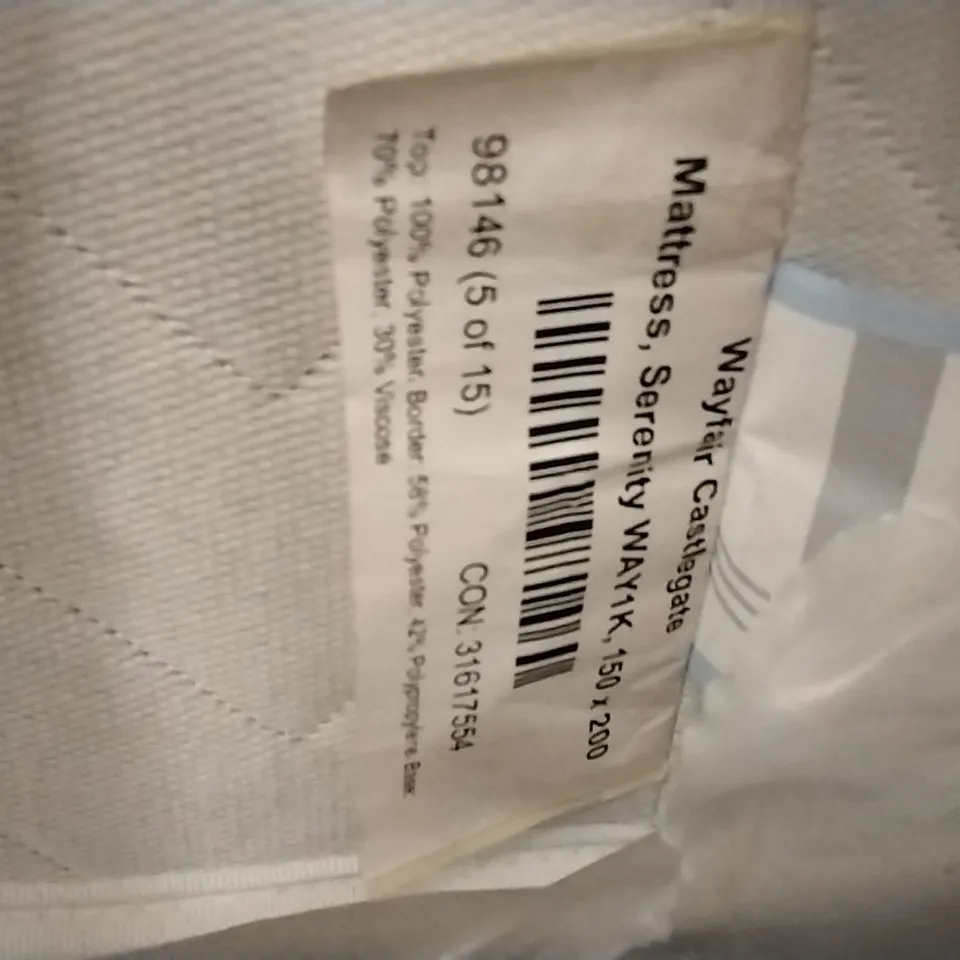 Wayfair Castlegate
Mattress, Serenity WAY1K, 150 x 200
98146 (5 of 15) CON: 31617554
Top: 100% Polyester. Border: 58% Polyester 42% Polypropylene. Base:
70% Polyester, 30% Viscose